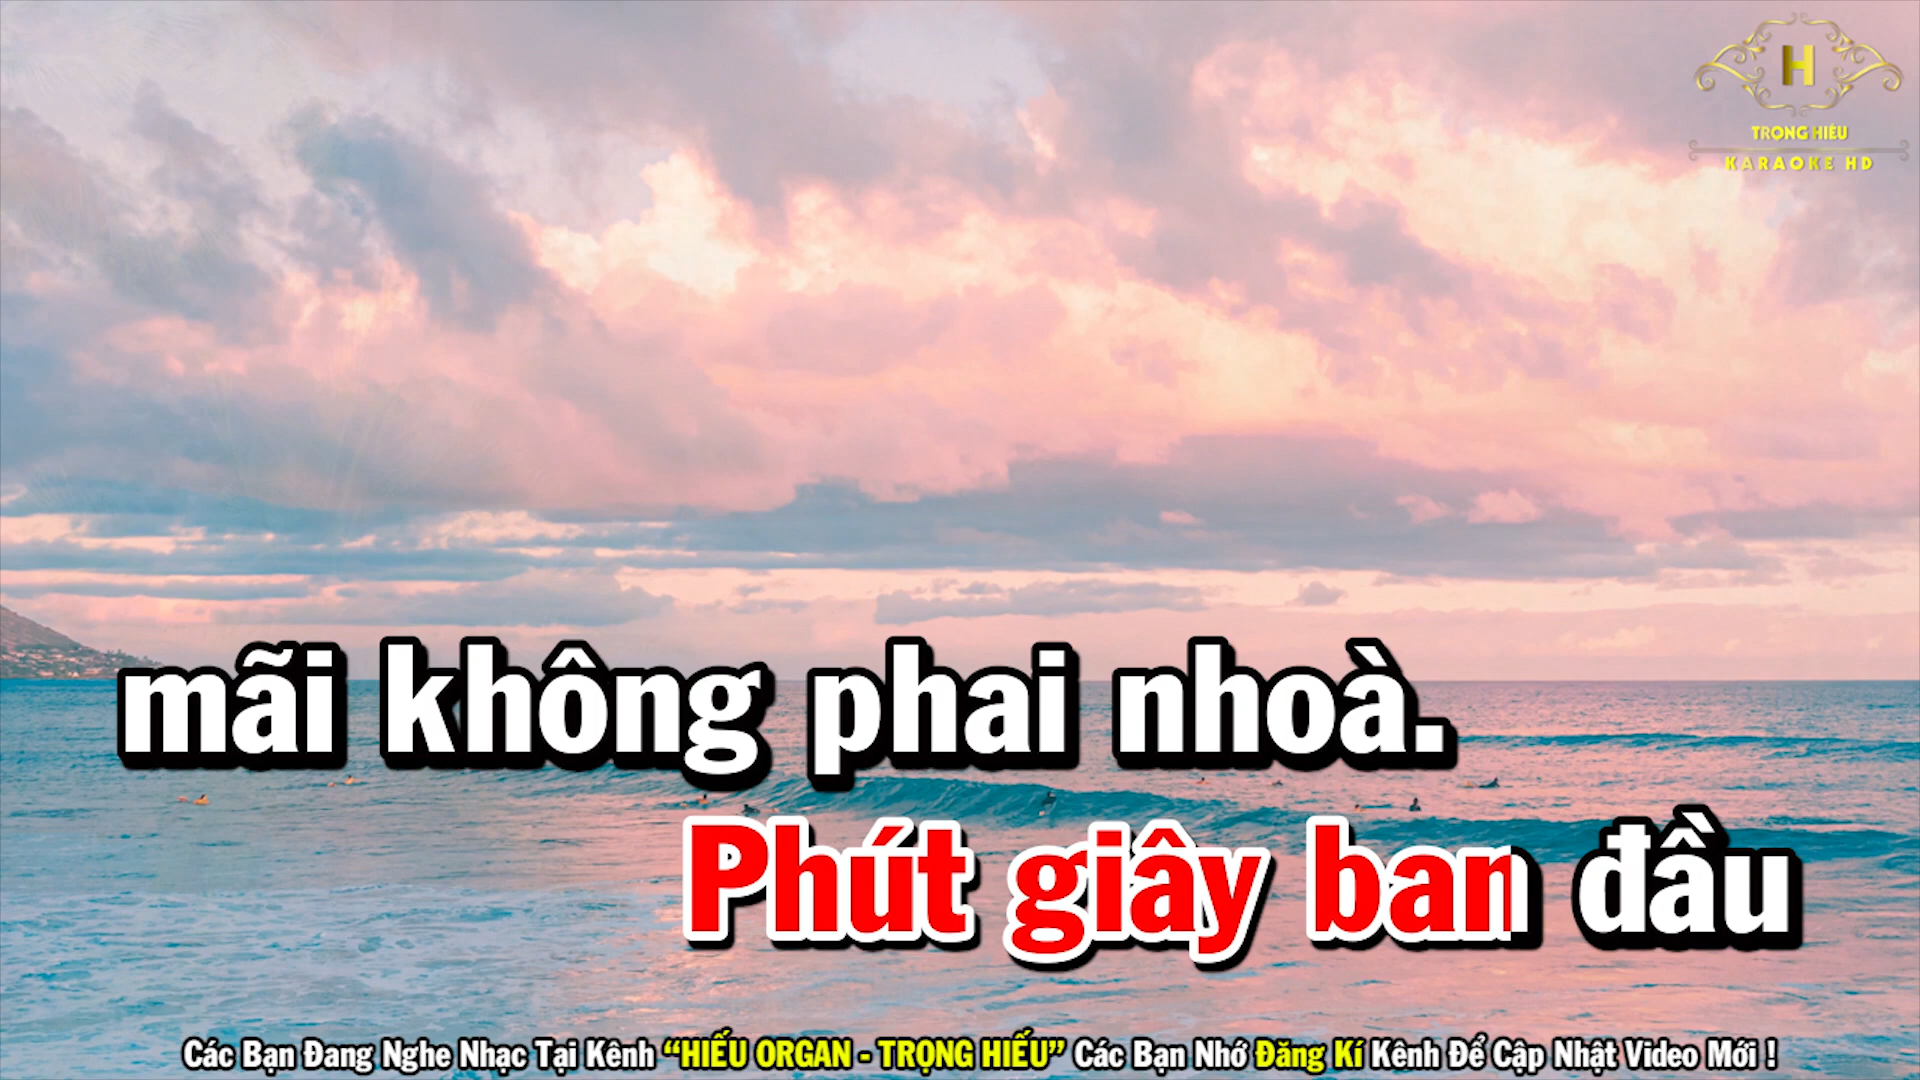 H
TRỌNG HIẾU
KARAOKE HD
mãi không phai nhoà.
Phút giây ban đầu
Các Bạn Đang Nghe Nhạc Tại Kênh “HIẾU ORGAN - TRỌNG HIẾU” Các Bạn Nhớ Đăng Kí Kênh Để Cập Nhật Video Mới !